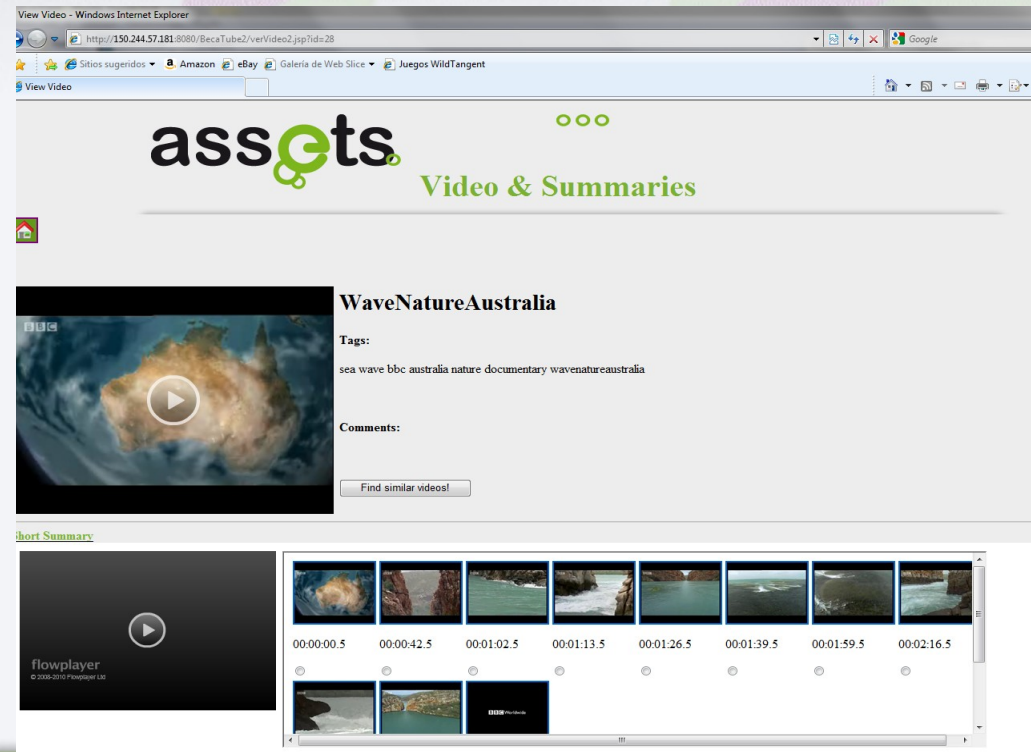 View Video - Windows Internet Explorer
http://150.244.57.181:8080/BecaTube2/verVideo2.jsp?id=28
Google
Sitios sugeridos
Amazon
eBay
Galería de Web Slice
Juegos WildTangent
View Video
assets
Video & Summaries
BBC
WaveNatureAustralia
Tags:
sea wave bbc australia nature documentary wavenatureaustralia
Comments:
Find similar videos!
Short Summary
flowplayer
© 2008-2010 Flowplayer Ltd
00:00:00.5 00:00:42.5 00:01:02.5 00:01:13.5 00:01:26.5 00:01:39.5 00:01:59.5 00:02:16.5
BBC Worldwide